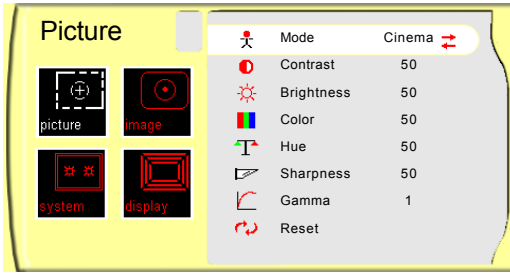 Picture
picture
image
system
display
Mode Cinema
Contrast 50
Brightness 50
Color 50
Hue 50
Sharpness 50
Gamma 1
Reset